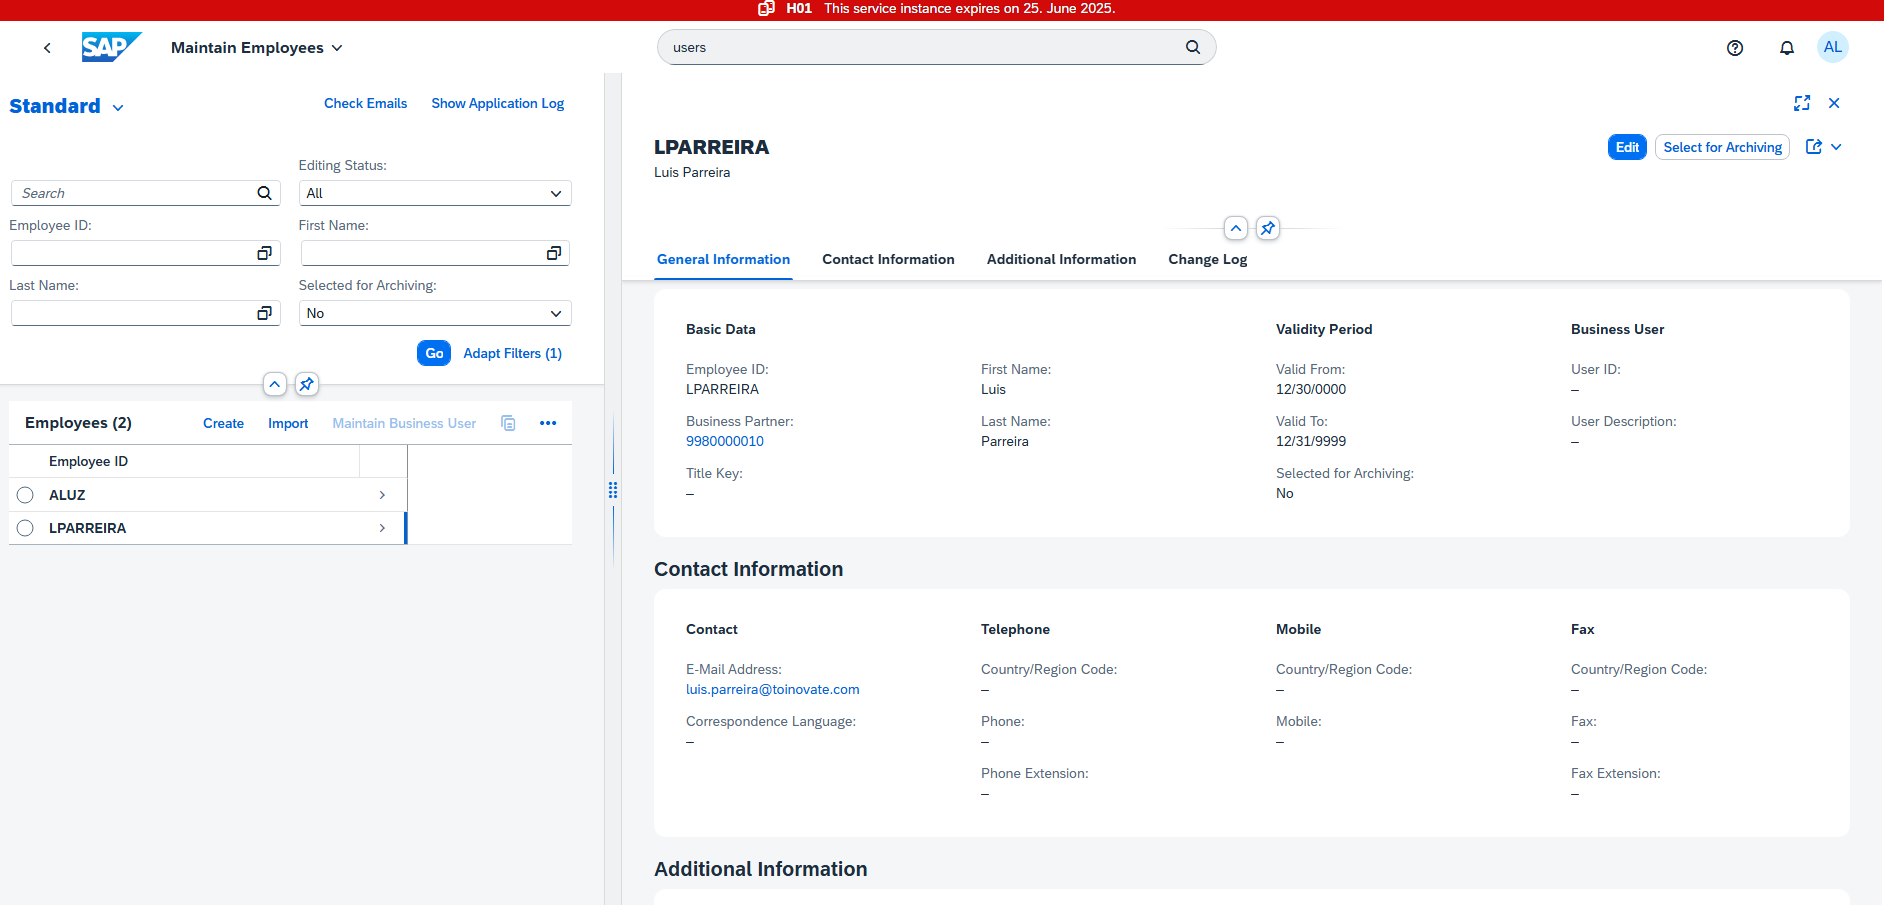 H01 This service instance expires on 25. June 2025.
SAP Maintain Employees
users
AL
Standard
Check Emails Show Application Log
Editing Status:
Search
All
Employee ID: First Name:
Last Name: Selected for Archiving:
No
Go Adapt Filters (1)
Employees (2) Create Import Maintain Business User
Employee ID
ALUZ
LPARREIRA
LPARREIRA
Luis Parreira
Edit Select for Archiving
General Information Contact Information Additional Information Change Log
Basic Data Validity Period Business User
Employee ID: First Name: Valid From: User ID:
LPARREIRA Luis 12/30/0000 –
Business Partner: Last Name: Valid To: User Description:
9980000010 Parreira 12/31/9999 –
Title Key: Selected for Archiving:
– No
Contact Information
Contact Telephone Mobile Fax
E-Mail Address: Country/Region Code: Country/Region Code: Country/Region Code:
luis.parreira@toinovate.com – – –
Correspondence Language: Phone: Mobile: Fax:
– – – –
Phone Extension: Fax Extension:
– –
Additional Information